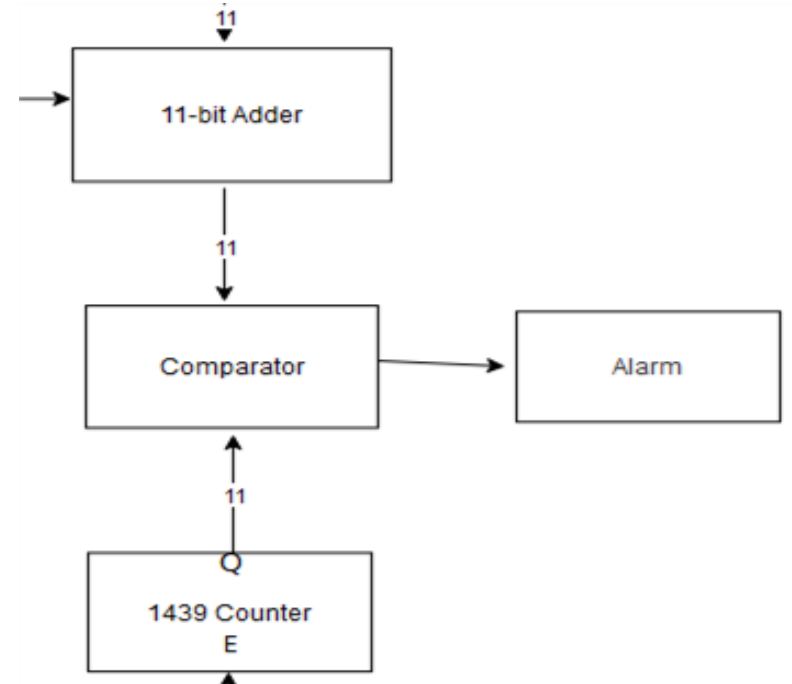 11
11-bit Adder
11
Comparator
Alarm
11
Q
1439 Counter
E